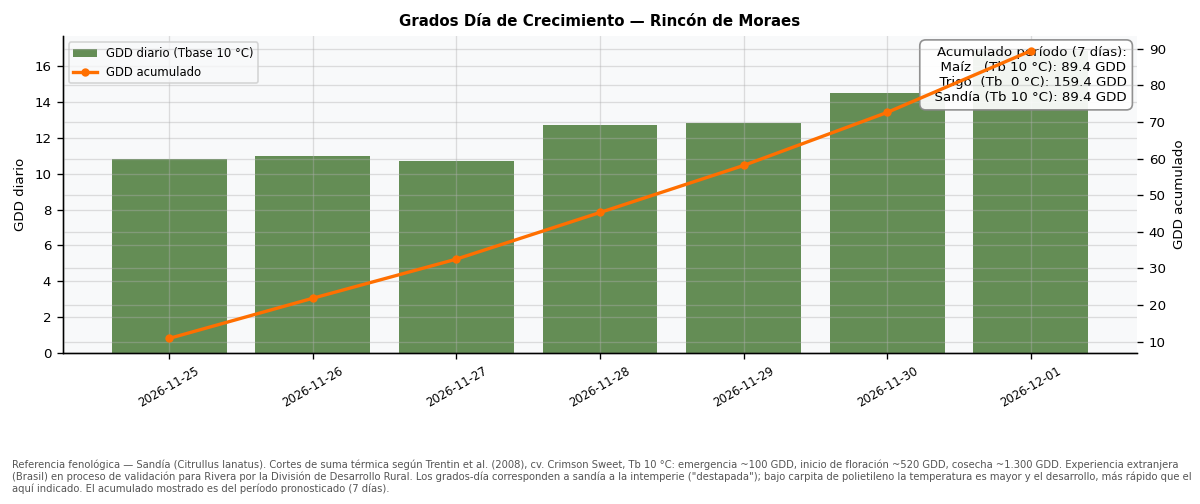 Grados Día de Crecimiento — Rincón de Moraes
GDD diario (Tbase 10 °C)
GDD acumulado
Acumulado período (7 días):
Maíz (Tb 10 °C): 89.4 GDD
Trigo (Tb 0 °C): 159.4 GDD
Sandía (Tb 10 °C): 89.4 GDD
GDD diario
16
14
12
10
8
6
4
2
0
90
80
70
60
50
40
30
20
10
GDD acumulado
2026-11-25
2026-11-26
2026-11-27
2026-11-28
2026-11-29
2026-11-30
2026-12-01
Referencia fenológica — Sandía (Citrullus lanatus). Cortes de suma térmica según Trentin et al. (2008), cv. Crimson Sweet, Tb 10 °C: emergencia ~100 GDD, inicio de floración ~520 GDD, cosecha ~1.300 GDD. Experiencia extranjera
(Brasil) en proceso de validación para Rivera por la División de Desarrollo Rural. Los grados-día corresponden a sandía a la intemperie ("destapada"); bajo carpita de polietileno la temperatura es mayor y el desarrollo, más rápido que el
aquí indicado. El acumulado mostrado es del período pronosticado (7 días).